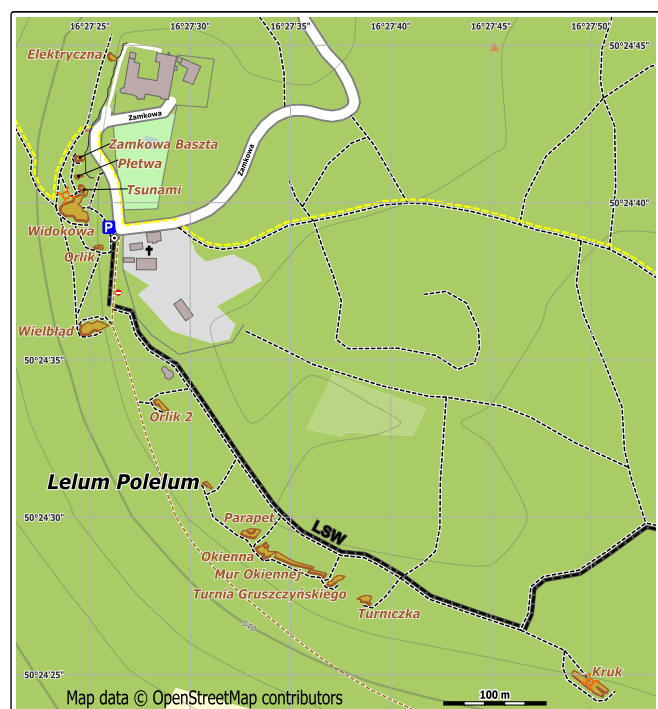 16°27'25" 16°27'30" 16°27'35" 16°27'40" 16°27'45" 16°27'50"
50°24'45"
Elektryczna
Zamkowa
Zamkowa
Zamkowa Baszta
Płetwa
Tsunami
50°24'40"
Widokowa
P
Orlik
Wielbłąd
50°24'35"
Orlik 2
Lelum Polelum
50°24'30"
Parapet
LSW
Okienna
Mur Okiennej
Turnia Gruszczyńskiego
Turniczka
540
50°24'25"
Kruk
Map data © OpenStreetMap contributors
100 m